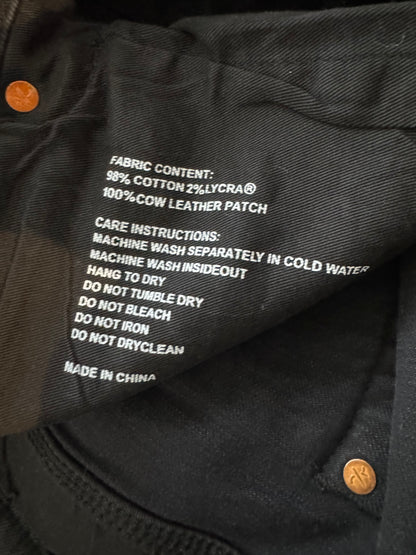 FABRIC CONTENT:
98% COTTON 2%LYCRA®
100%COW LEATHER PATCH
CARE INSTRUCTIONS:
MACHINE WASH SEPARATELY IN COLD WATER
MACHINE WASH INSIDEOUT
HANG TO DRY
DO NOT TUMBLE DRY
DO NOT BLEACH
DO NOT IRON
DO NOT DRYCLEAN
MADE IN CHINA